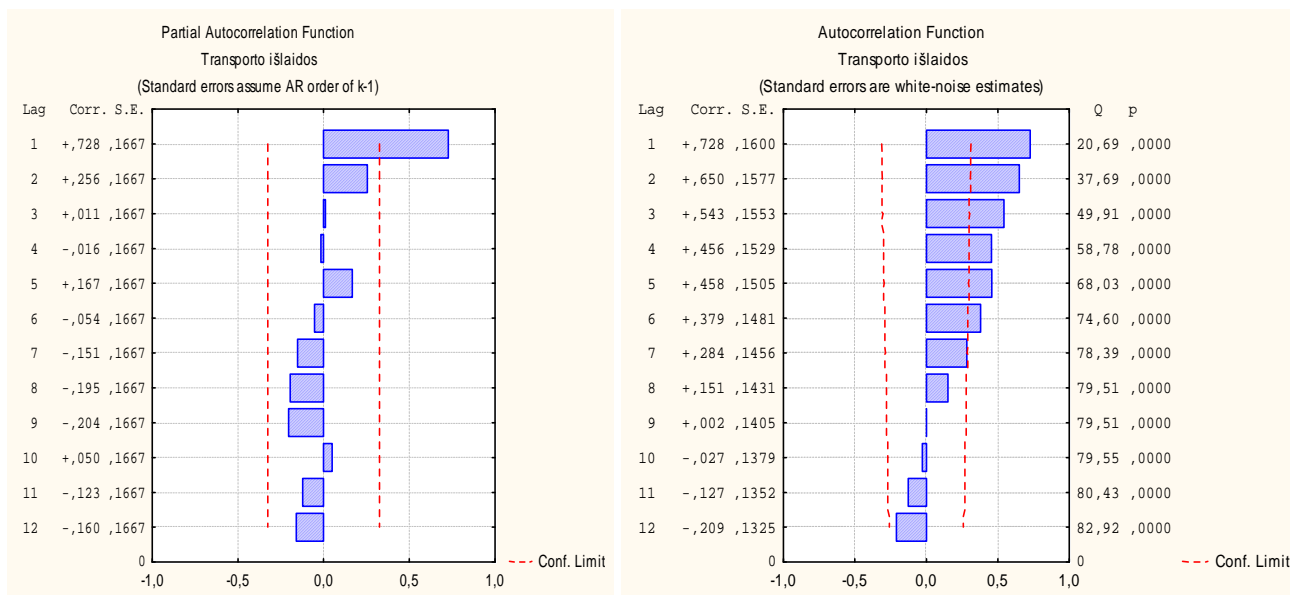 Partial Autocorrelation Function
Transporto išlaidos
(Standard errors assume AR order of k-1)
Lag Corr. S.E.
1 +,728 ,1667
2 +,256 ,1667
3 +,011 ,1667
4 -,016 ,1667
5 +,167 ,1667
6 -,054 ,1667
7 -,151 ,1667
8 -,195 ,1667
9 -,204 ,1667
10 +,050 ,1667
11 -,123 ,1667
12 -,160 ,1667
0
-1,0 -0,5 0,0 0,5 1,0
Conf. Limit
Autocorrelation Function
Transporto išlaidos
(Standard errors are white-noise estimates)
Lag Corr. S.E. Q p
1 +,728 ,1600 20,69 ,0000
2 +,650 ,1577 37,69 ,0000
3 +,543 ,1553 49,91 ,0000
4 +,456 ,1529 58,78 ,0000
5 +,458 ,1505 68,03 ,0000
6 +,379 ,1481 74,60 ,0000
7 +,284 ,1456 78,39 ,0000
8 +,151 ,1431 79,51 ,0000
9 +,002 ,1405 79,51 ,0000
10 -,027 ,1379 79,55 ,0000
11 -,127 ,1352 80,43 ,0000
12 -,209 ,1325 82,92 ,0000
0 0
-1,0 -0,5 0,0 0,5 1,0
Conf. Limit